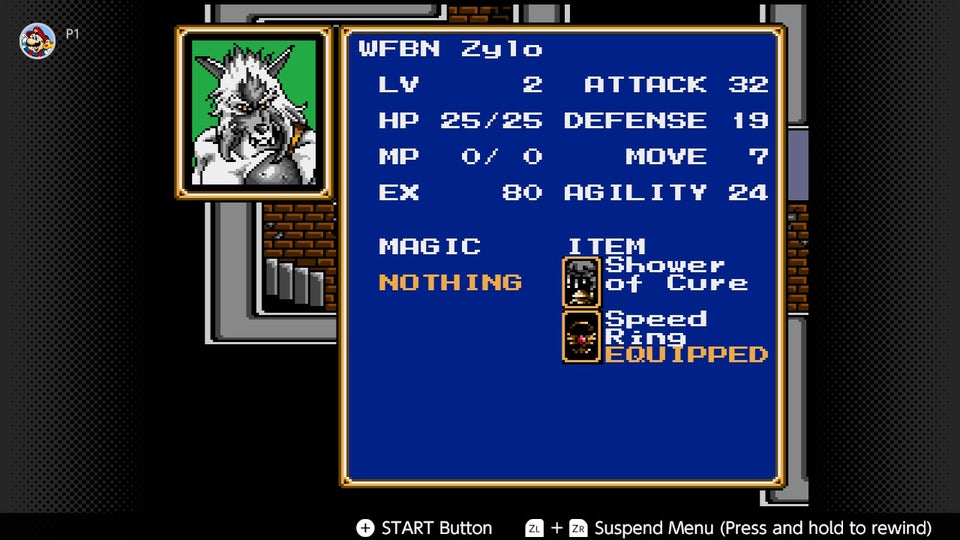 P1
WFBN Zylo
LV 2 ATTACK 32
HP 25/25 DEFENSE 19
MP 0/ 0 MOVE 7
EX 80 AGILITY 24
MAGIC ITEM
NOTHING
Shower
of Cure
Speed
Ring
EQUIPPED
+ START Button ZL + ZR Suspend Menu (Press and hold to rewind)